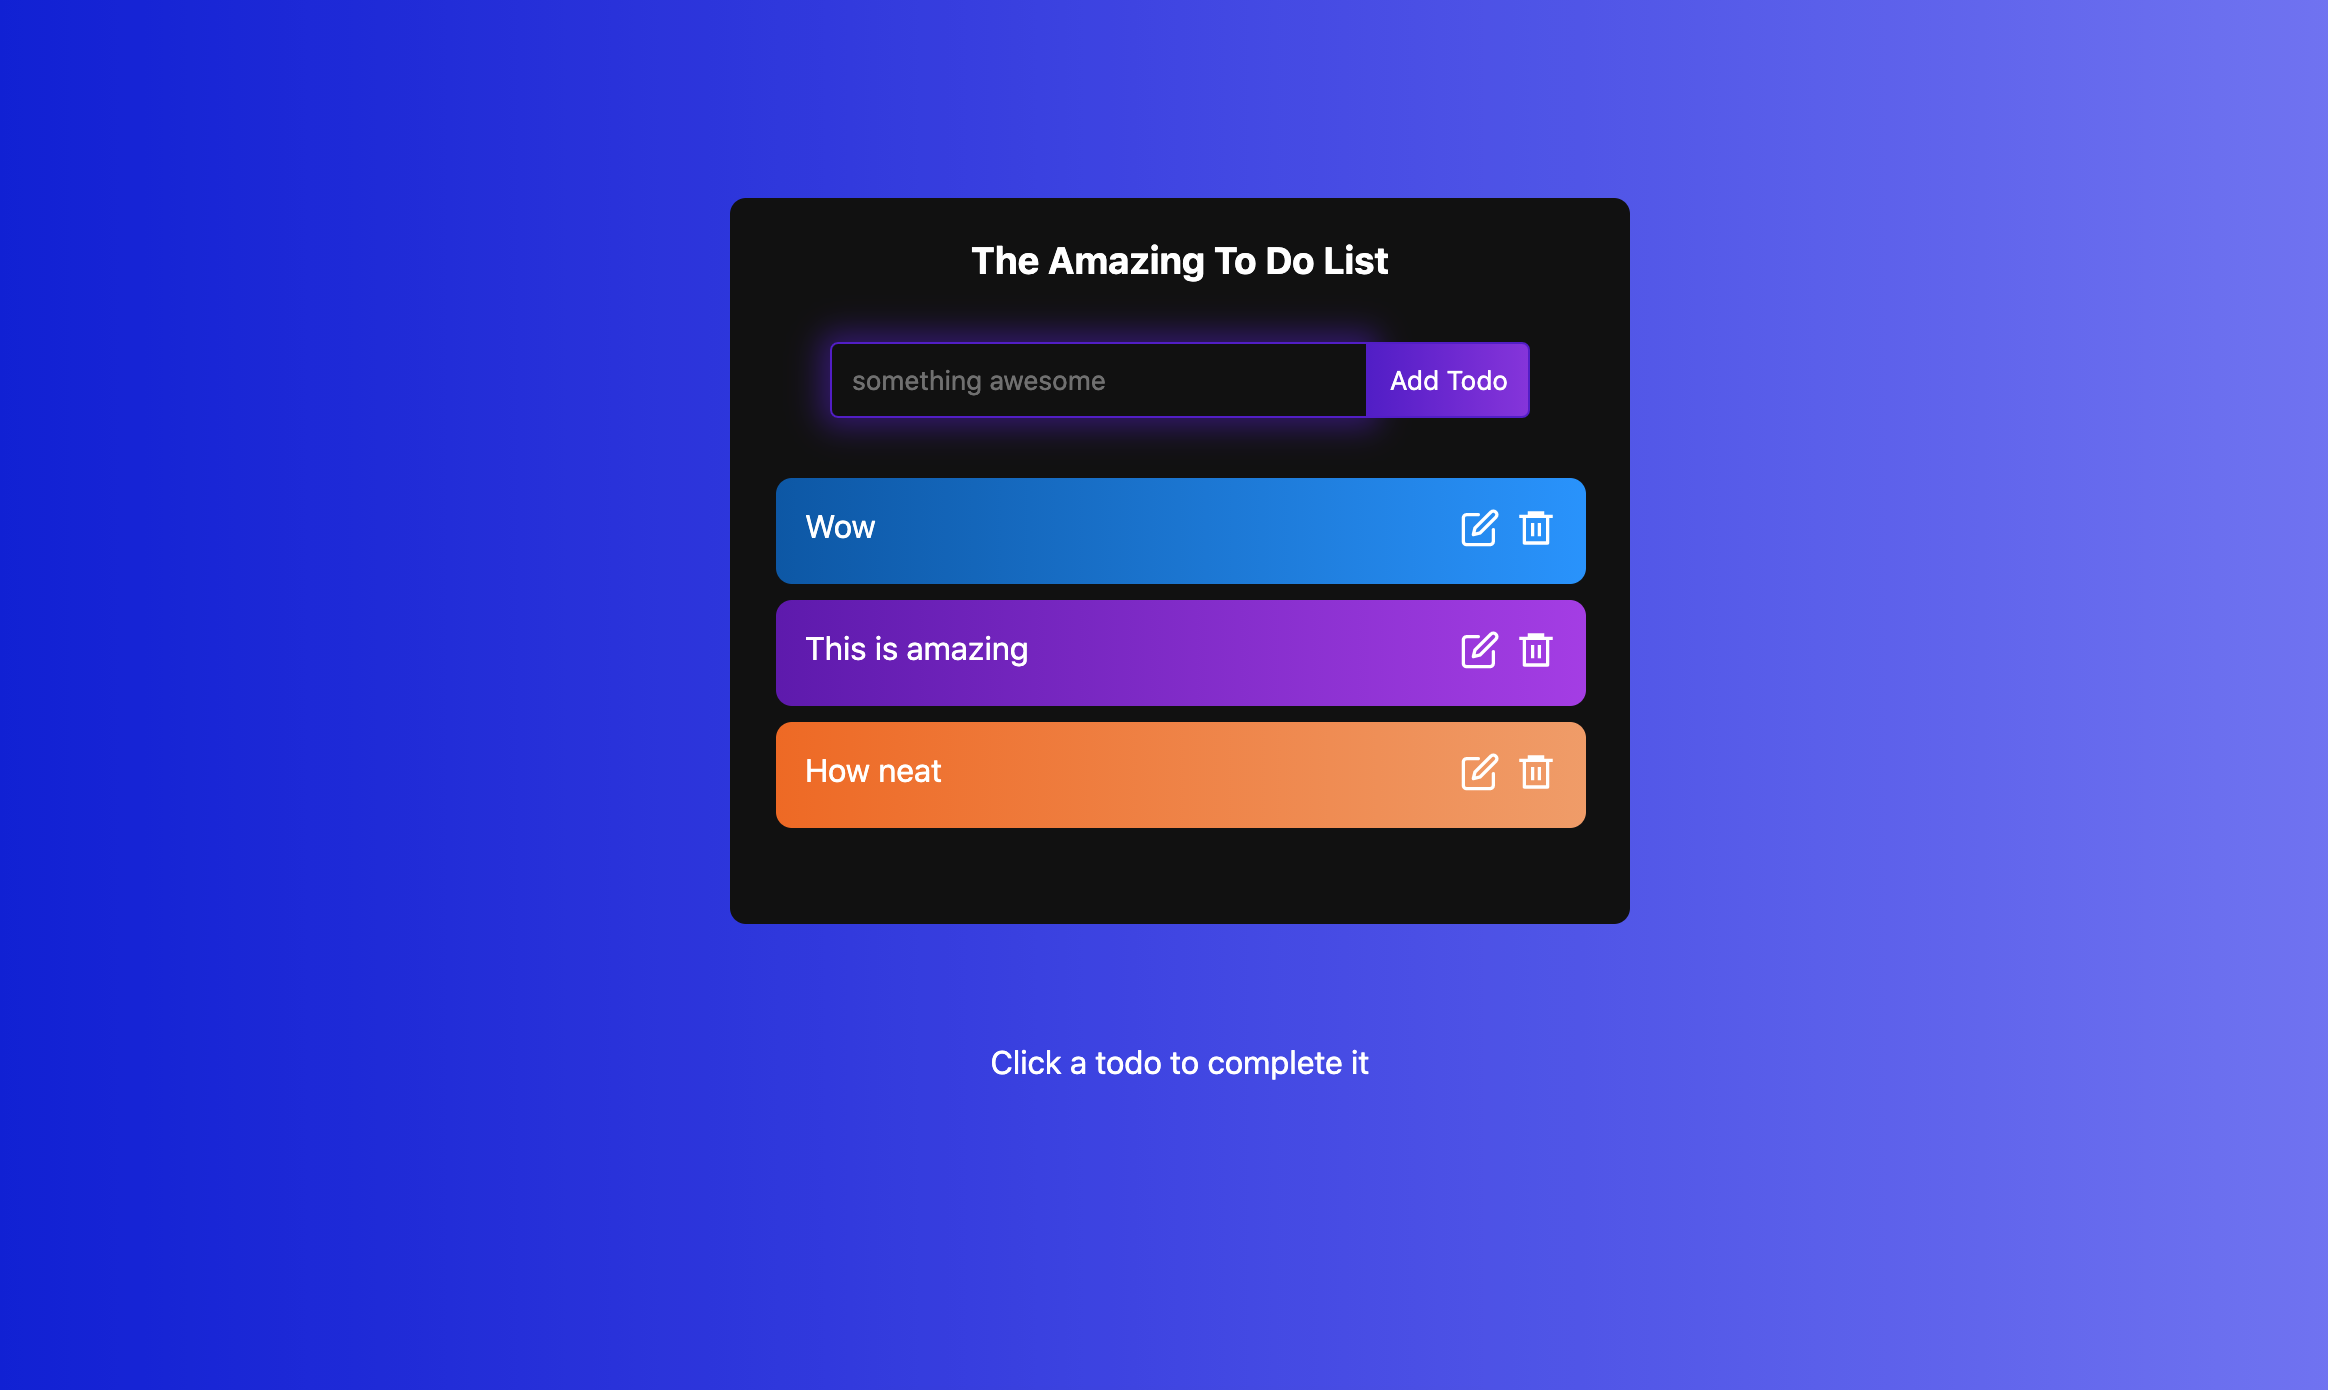 The Amazing To Do List
something awesome
Add Todo
Wow
This is amazing
How neat
Click a todo to complete it